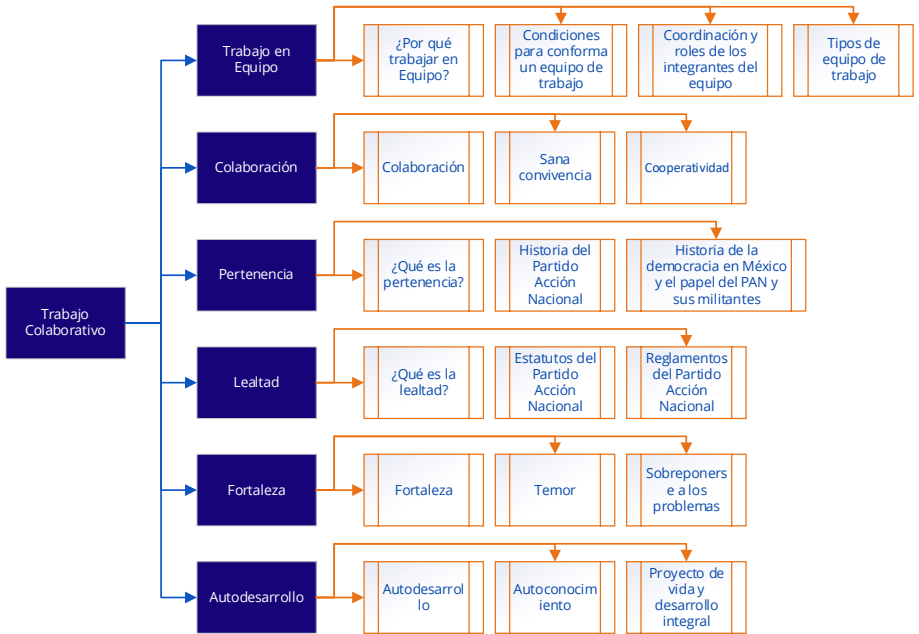 Trabajo en
Equipo
¿Por qué
trabajar en
Equipo?
Condiciones
para conforma
un equipo de
trabajo
Coordinación y
roles de los
integrantes del
equipo
Tipos de
equipo de
trabajo
Colaboración
Colaboración
Sana
convivencia
Cooperatividad
Pertenencia
¿Qué es la
pertenencia?
Historia del
Partido
Acción
Nacional
Historia de la
democracia en México
y el papel del PAN y
sus militantes
Trabajo
Colaborativo
Lealtad
¿Qué es la
lealtad?
Estatutos del
Partido
Acción
Nacional
Reglamentos
del Partido
Acción
Nacional
Fortaleza
Fortaleza
Temor
Sobreponers
e a los
problemas
Autodesarrollo
Autodesarrol
lo
Autoconocim
iento
Proyecto de
vida y
desarrollo
integral